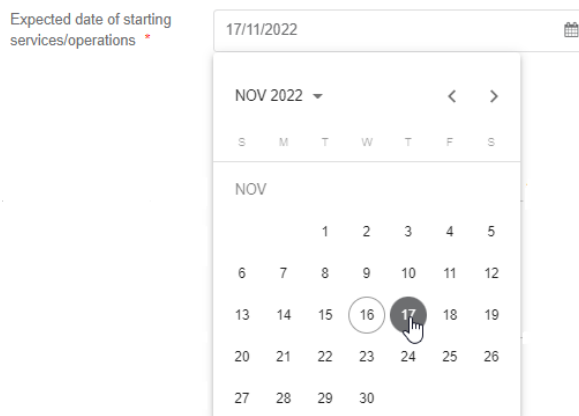 Expected date of starting
services/operations *
17/11/2022
NOV 2022
S M T W T F S
NOV
1 2 3 4 5
6 7 8 9 10 11 12
13 14 15 16 17 18 19
20 21 22 23 24 25 26
27 28 29 30